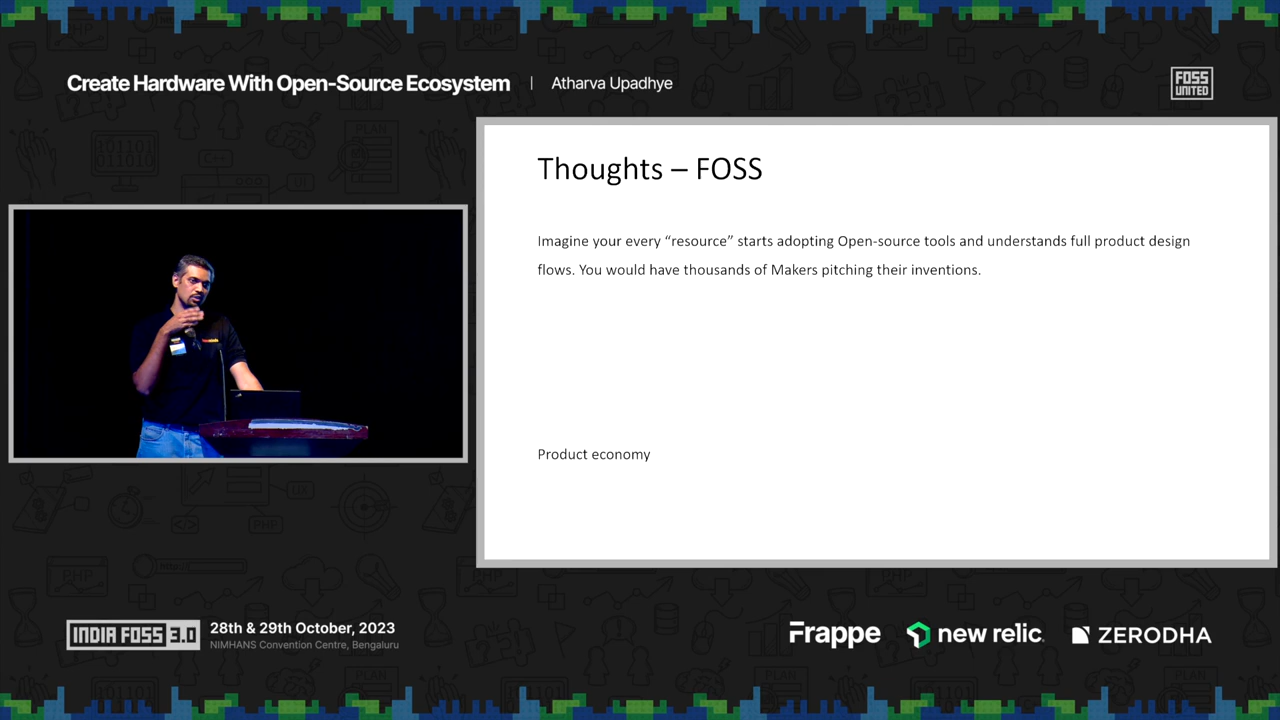 Create Hardware With Open-Source Ecosystem | Atharva Upadhye
FOSS
UNITED
Thoughts – FOSS
Imagine your every “resource” starts adopting Open-source tools and understands full product design
flows. You would have thousands of Makers pitching their inventions.
Product economy
INDIA FOSS 3.0
28th & 29th October, 2023
NIMHANS Convention Centre, Bengaluru
Frappe
new relic
ZERODHA